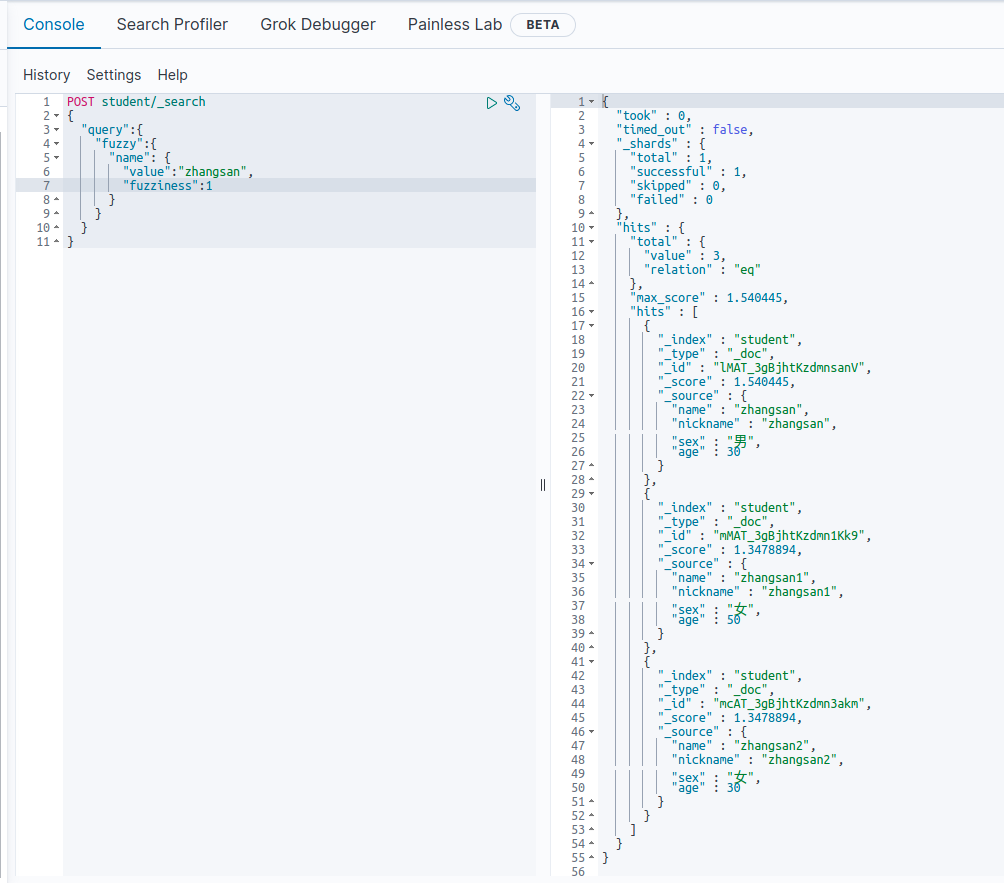 Console Search Profiler Grok Debugger Painless Lab BETA
History Settings Help
1 POST student/_search
2 {
3 "query":{
4 "fuzzy":{
5 "name": {
6 "value":"zhangsan",
7 "fuzziness":1
8 }
9 }
10 }
11 }
1 {
2 "took" : 0,
3 "timed_out" : false,
4 "_shards" : {
5 "total" : 1,
6 "successful" : 1,
7 "skipped" : 0,
8 "failed" : 0
9 },
10 "hits" : {
11 "total" : {
12 "value" : 3,
13 "relation" : "eq"
14 },
15 "max_score" : 1.540445,
16 "hits" : [
17 {
18 "_index" : "student",
19 "_type" : "_doc",
20 "_id" : "lMAT_3gBjhtKzdmnsanV",
21 "_score" : 1.540445,
22 "_source" : {
23 "name" : "zhangsan",
24 "nickname" : "zhangsan",
25 "sex" : "男",
26 "age" : 30
27 }
28 },
29 {
30 "_index" : "student",
31 "_type" : "_doc",
32 "_id" : "mMAT_3gBjhtKzdmn1Kk9",
33 "_score" : 1.3478894,
34 "_source" : {
35 "name" : "zhangsan1",
36 "nickname" : "zhangsan1",
37 "sex" : "女",
38 "age" : 50
39 }
40 },
41 {
42 "_index" : "student",
43 "_type" : "_doc",
44 "_id" : "mcAT_3gBjhtKzdmn3akm",
45 "_score" : 1.3478894,
46 "_source" : {
47 "name" : "zhangsan2",
48 "nickname" : "zhangsan2",
49 "sex" : "女",
50 "age" : 30
51 }
52 }
53 ]
54 }
55 }
56